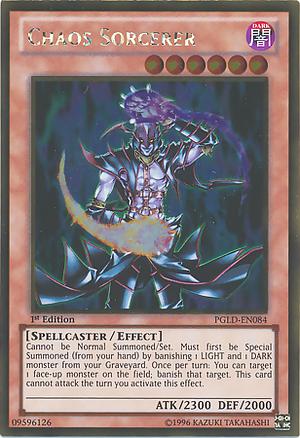 CHAOS SORCERER
DARK
闇
1st Edition
PGLD-EN084
[SPELLCASTER / EFFECT]
Cannot be Normal Summoned/Set. Must first be Special
Summoned (from your hand) by banishing 1 LIGHT and 1 DARK
monster from your Graveyard. Once per turn: You can target
1 face-up monster on the field; banish that target. This card
cannot attack the turn you activate this effect.
ATK/2300 DEF/2000
09596126
©1996 KAZUKI TAKAHASHI